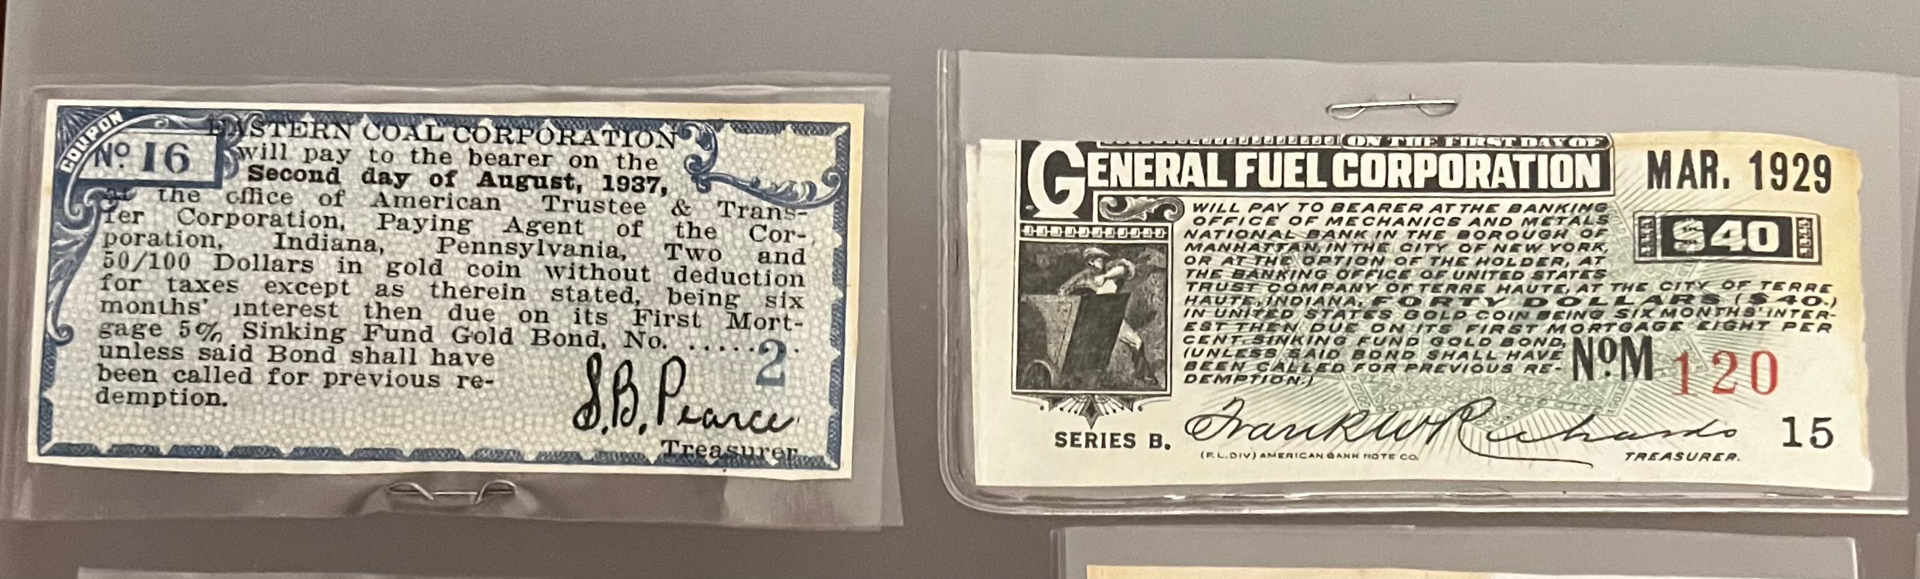 COUPON
No 16
EASTERN COAL CORPORATION
will pay to the bearer on the
Second day of August, 1937,
at the office of American Trustee & Trans-
fer Corporation, Paying Agent of the Cor-
poration, Indiana, Pennsylvania, Two and
50/100 Dollars in gold coin without deduction
for taxes except as therein stated, being six
months' interest then due on its First Mort-
gage 5% Sinking Fund Gold Bond, No. ......
2
unless said Bond shall have
been called for previous re-
demption.
S.B. Pearce
Treasurer
ON THE FIRST DAY OF
GENERAL FUEL CORPORATION
MAR. 1929
$40
WILL PAY TO BEARER AT THE BANKING
OFFICE OF MECHANICS AND METALS
NATIONAL BANK IN THE BOROUGH OF
MANHATTAN, IN THE CITY OF NEW YORK,
OR AT THE OPTION OF THE HOLDER, AT
THE BANKING OFFICE OF UNITED STATES
TRUST COMPANY OF TERRE HAUTE, AT THE CITY OF TERRE
HAUTE, INDIANA, FORTY DOLLARS ($40.)
IN UNITED STATES GOLD COIN BEING SIX MONTHS' INTER-
EST THEN DUE ON ITS FIRST MORTGAGE EIGHT PER
CENT. SINKING FUND GOLD BOND,
(UNLESS SAID BOND SHALL HAVE
BEEN CALLED FOR PREVIOUS RE-
DEMPTION.)
No M 120
SERIES B.
Frank W Richards
15
(F.L.DIV) AMERICAN BANK NOTE CO.
TREASURER.